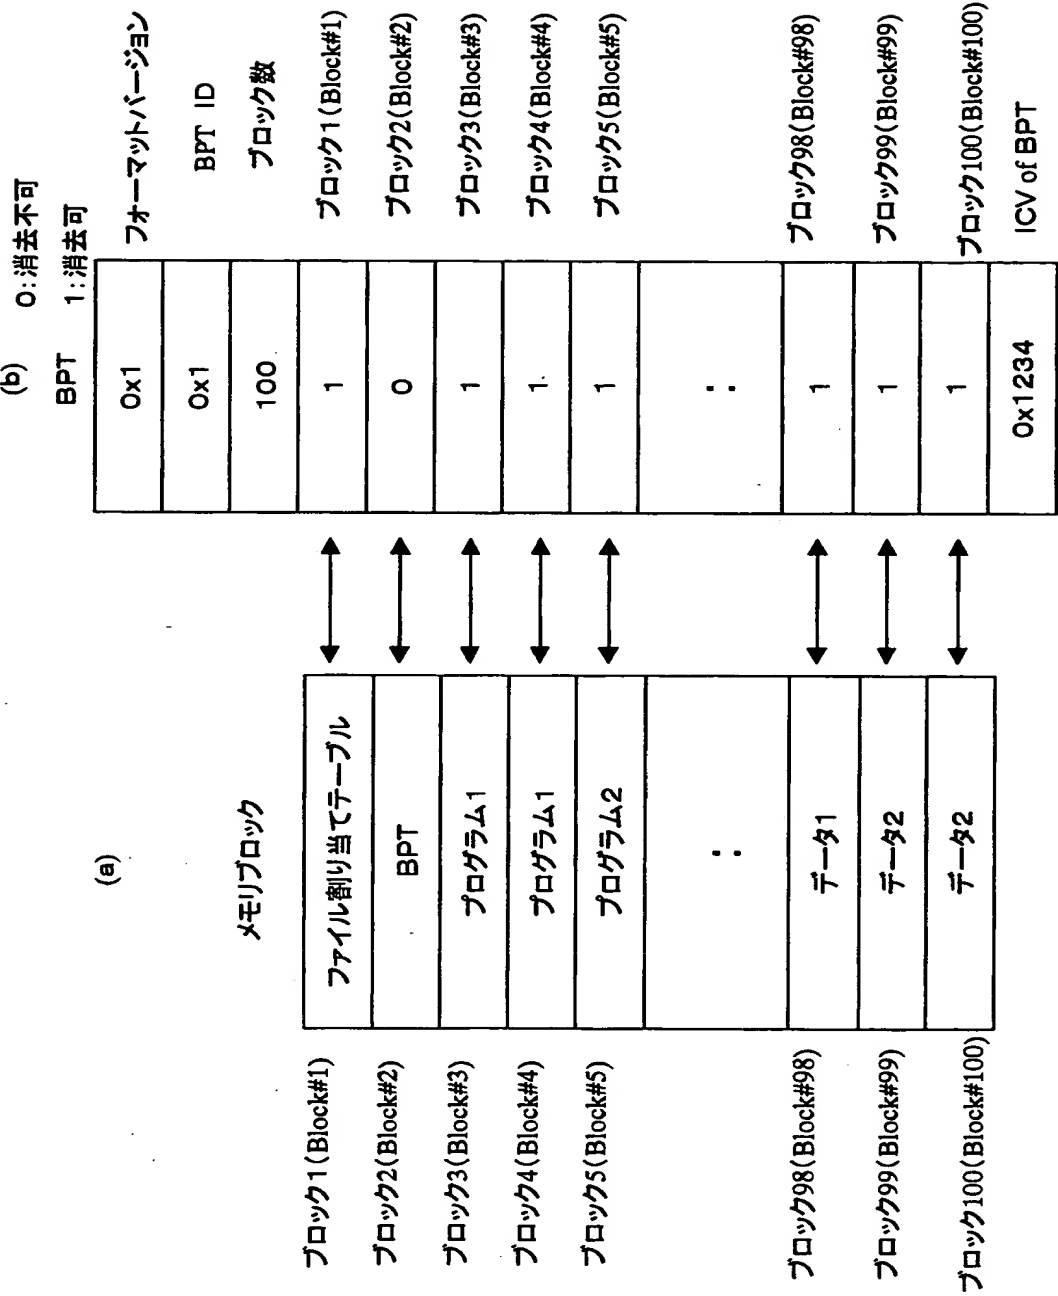 (a)
メモリブロック
ブロック1(Block#1)
ファイル割り当てテーブル
ブロック2(Block#2)
BPT
ブロック3(Block#3)
プログラム1
ブロック4(Block#4)
プログラム1
ブロック5(Block#5)
プログラム2
:
ブロック98(Block#98)
データ1
ブロック99(Block#99)
データ2
ブロック100(Block#100)
データ2
(b)
0:消去不可
BPT
1:消去可
0x1
フォーマットバージョン
0x1
BPT ID
100
ブロック数
1
ブロック1(Block#1)
0
ブロック2(Block#2)
1
ブロック3(Block#3)
1
ブロック4(Block#4)
1
ブロック5(Block#5)
:
1
ブロック98(Block#98)
1
ブロック99(Block#99)
1
ブロック100(Block#100)
0x1234
ICV of BPT